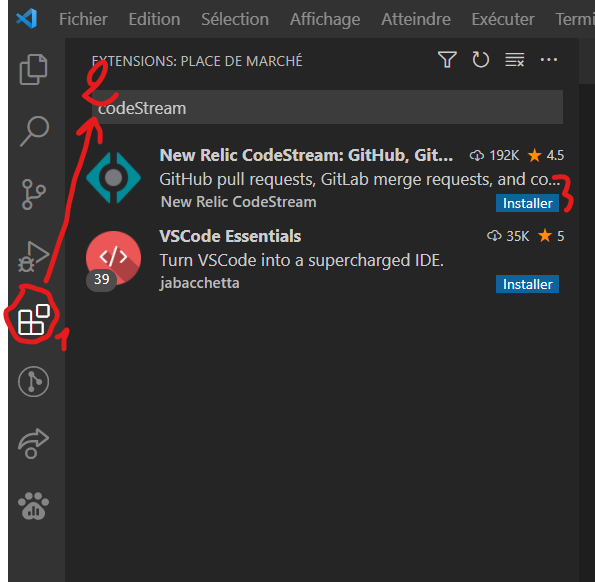 Fichier Edition Sélection Affichage Atteindre Exécuter Termi
EXTENSIONS: PLACE DE MARCHÉ
2
codeStream
New Relic CodeStream: GitHub, Git... 192K 4.5
GitHub pull requests, GitLab merge requests, and co...
New Relic CodeStream Installer 3
VSCode Essentials 35K 5
Turn VSCode into a supercharged IDE.
39
jabacchetta Installer
1